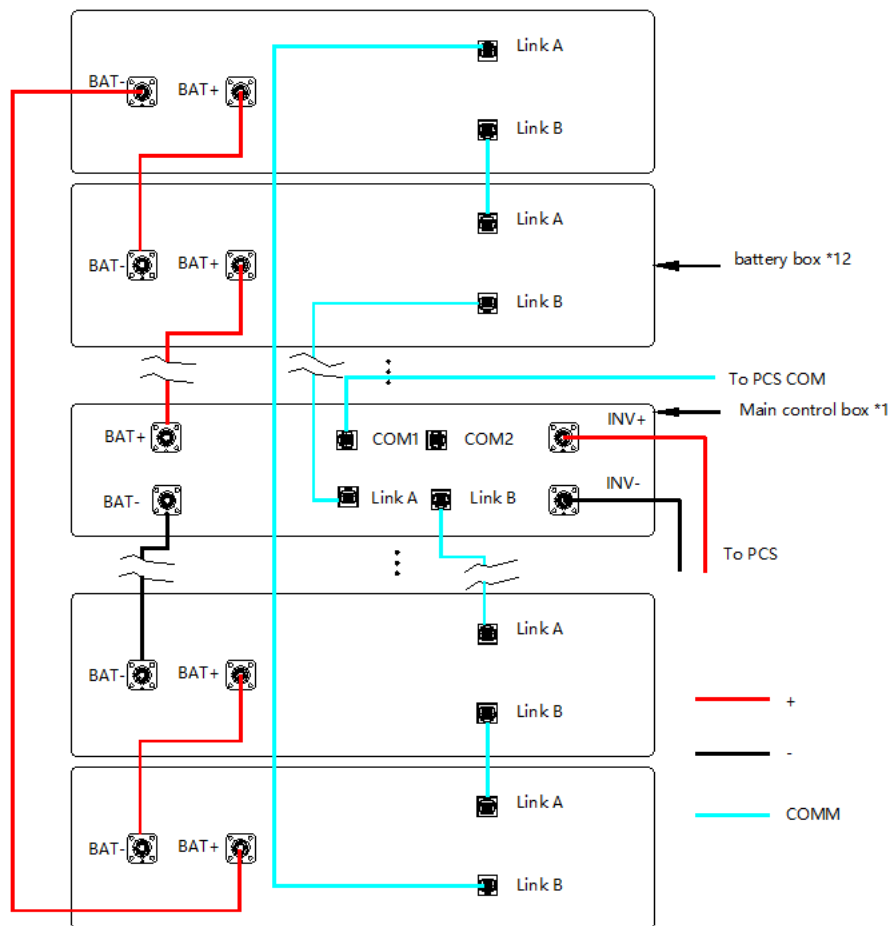 Link A
BAT-
BAT+
Link B
Link A
BAT-
BAT+
battery box *12
Link B
To PCS COM
Main control box *1
INV+
BAT+
COM1
COM2
INV-
BAT-
Link A
Link B
To PCS
Link A
BAT-
BAT+
+
Link B
-
Link A
COMM
BAT-
BAT+
Link B